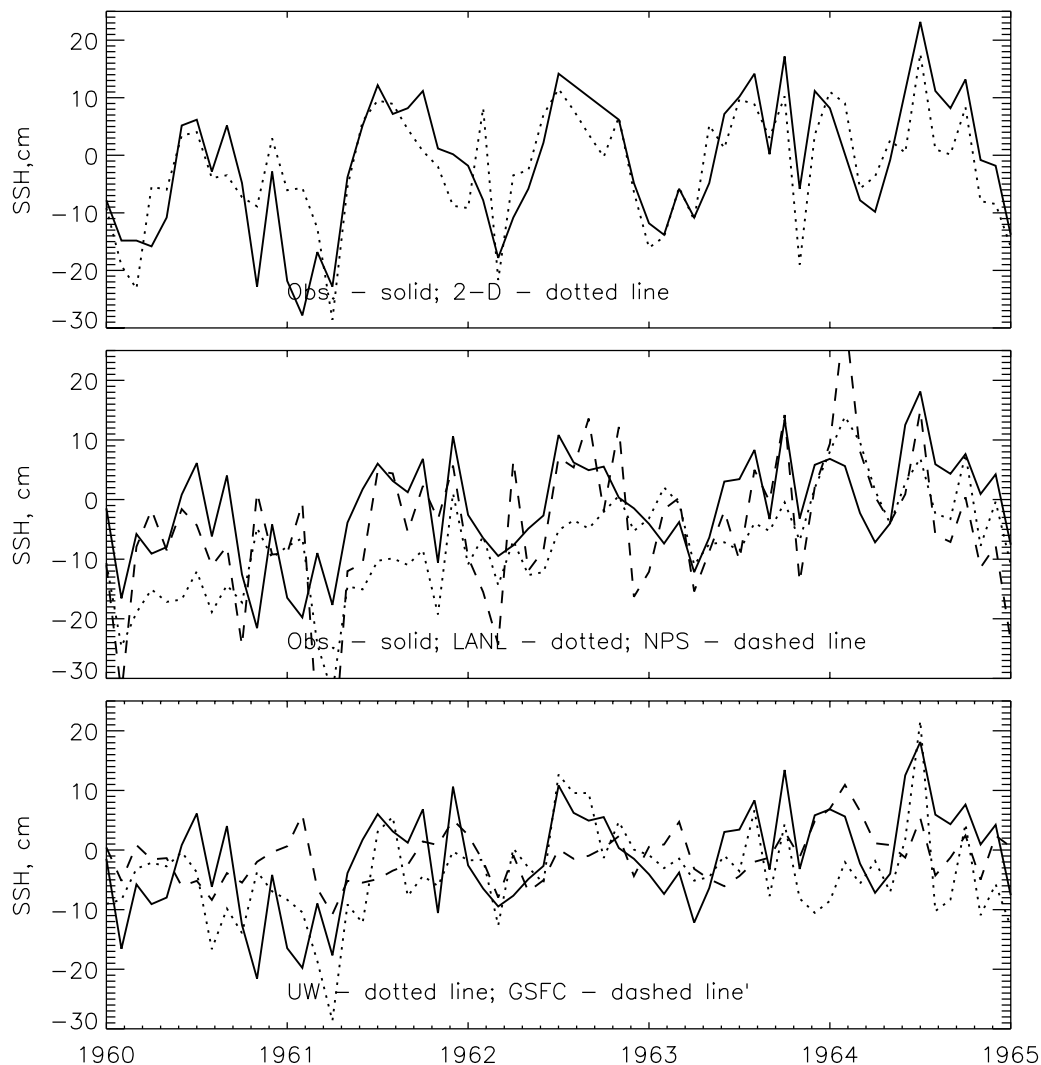 20
10
0
−10
−20
−30
SSH,cm
Obs. − solid; 2−D − dotted line
20
10
0
−10
−20
−30
SSH, cm
Obs. − solid; LANL − dotted; NPS − dashed line
20
10
0
−10
−20
−30
SSH, cm
UW − dotted line; GSFC − dashed line'
1960 1961 1962 1963 1964 1965